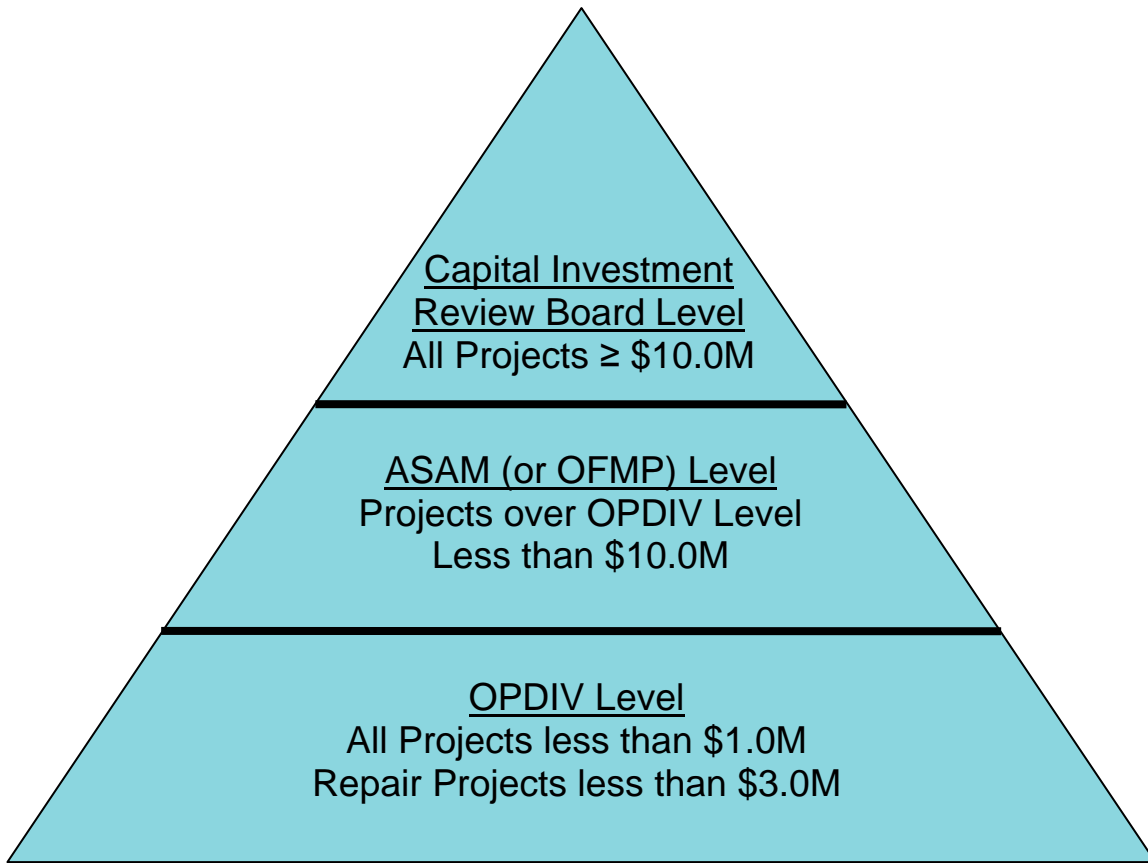 Capital Investment
Review Board Level
All Projects ≥ $10.0M
ASAM (or OFMP) Level
Projects over OPDIV Level
Less than $10.0M
OPDIV Level
All Projects less than $1.0M
Repair Projects less than $3.0M